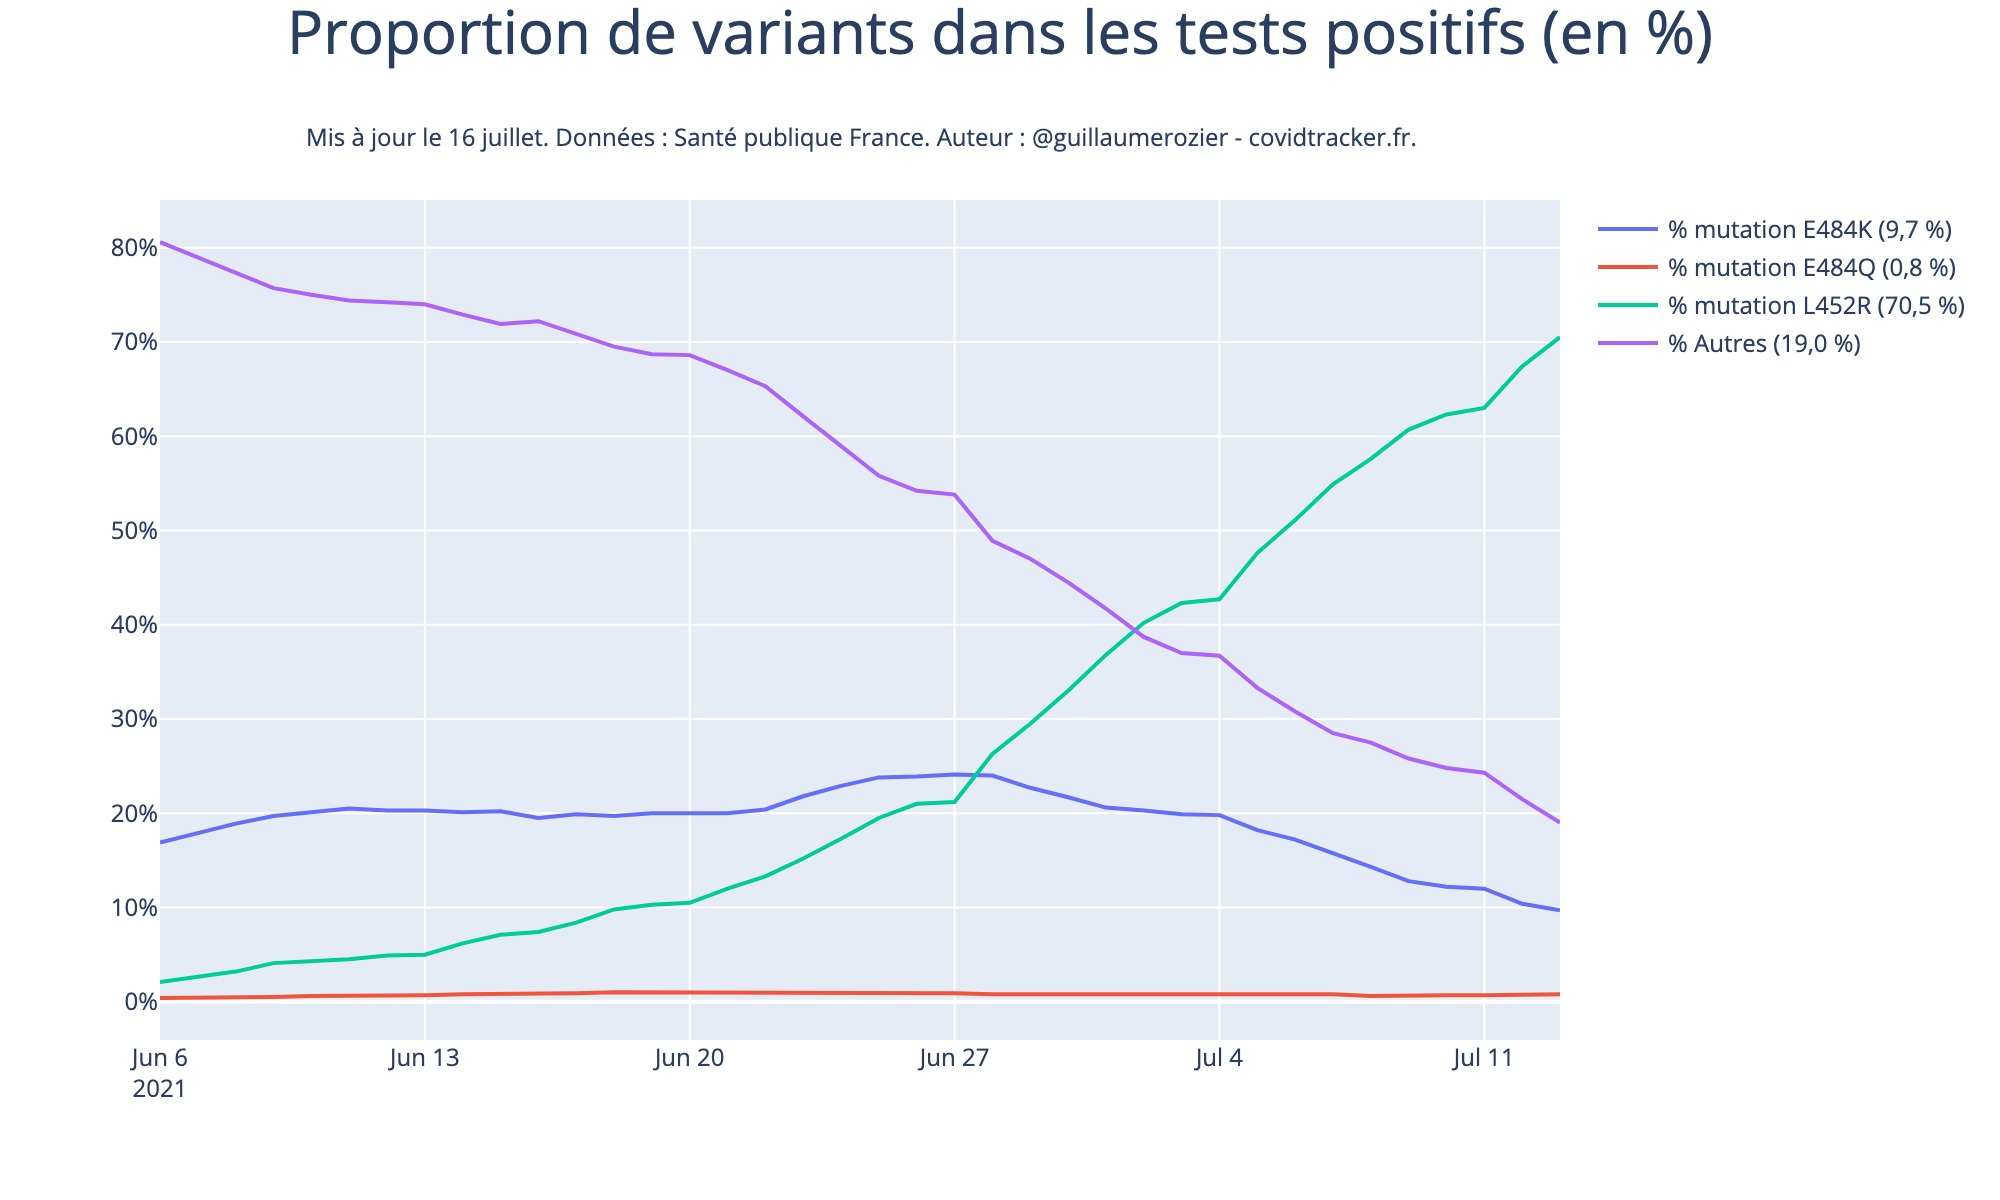 Proportion de variants dans les tests positifs (en %)
Mis à jour le 16 juillet. Données : Santé publique France. Auteur : @guillaumerozier - covidtracker.fr.
% mutation E484K (9,7 %)
% mutation E484Q (0,8 %)
% mutation L452R (70,5 %)
% Autres (19,0 %)
80%
70%
60%
50%
40%
30%
20%
10%
0%
Jun 6 Jun 13 Jun 20 Jun 27 Jul 4 Jul 11
2021